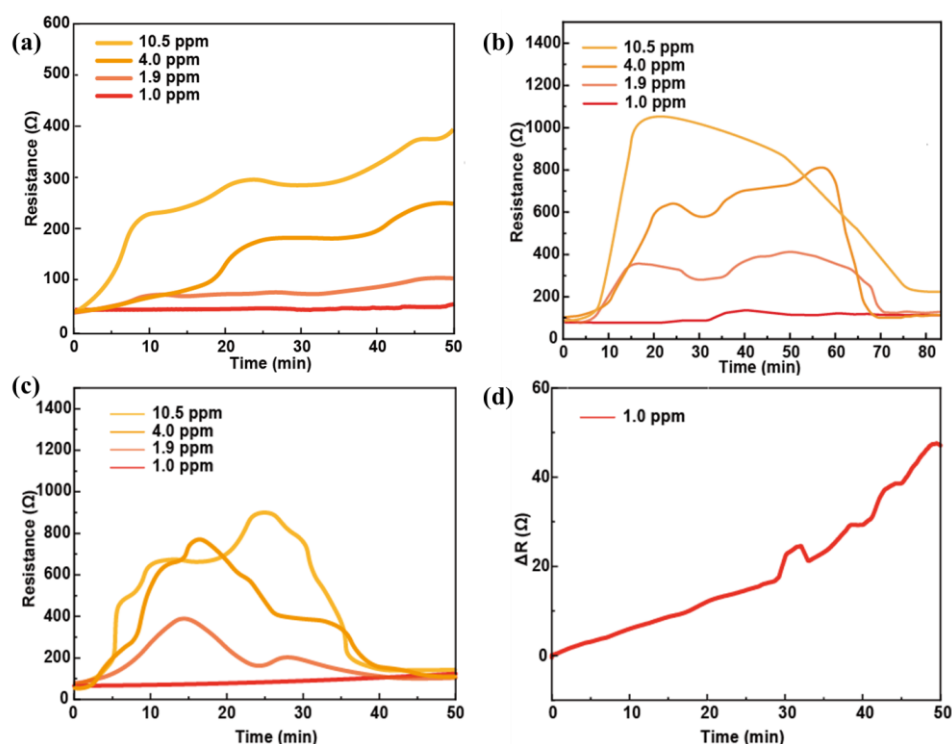 (a)
600
500
400
300
200
100
0
Resistance (Ω)
10.5 ppm
4.0 ppm
1.9 ppm
1.0 ppm
0 10 20 30 40 50
Time (min)
(b)
1400
1200
1000
800
600
400
200
0
Resistance (Ω)
10.5 ppm
4.0 ppm
1.9 ppm
1.0 ppm
0 10 20 30 40 50 60 70 80
Time (min)
(c)
1400
1200
1000
800
600
400
200
0
Resistance (Ω)
10.5 ppm
4.0 ppm
1.9 ppm
1.0 ppm
0 10 20 30 40 50
Time (min)
(d)
60
40
20
0
ΔR (Ω)
1.0 ppm
0 10 20 30 40 50
Time (min)